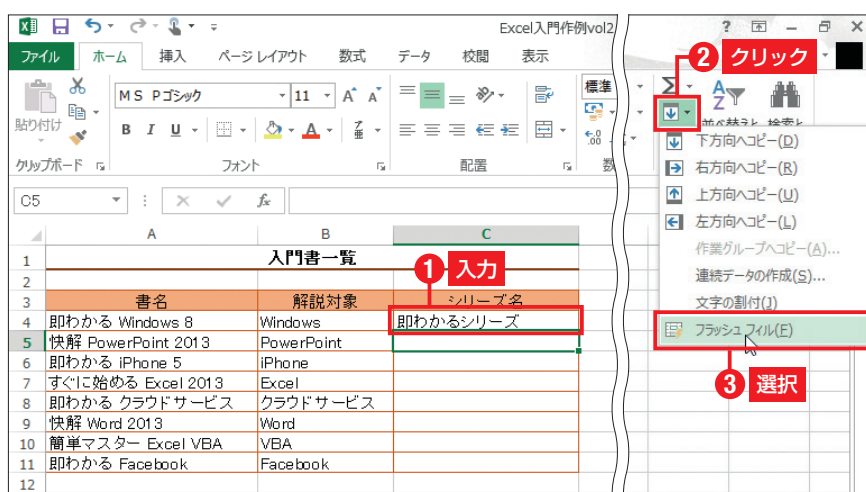 Excel入門作例vol2
ファイル ホーム 挿入 ページ レイアウト 数式 データ 校閲 表示
2 クリック
MS Pゴシック 11 A A 標準 Σ
貼り付け B I U A 並べ替えと 検索と
クリップボード フォント 配置 数
C5 fx
A B C
1 入門書一覧
1 入力
2
3 書名 解説対象 シリーズ名
4 即わかる Windows 8 Windows 即わかるシリーズ
5 快解 PowerPoint 2013 PowerPoint
6 即わかる iPhone 5 iPhone
7 すぐに始める Excel 2013 Excel
8 即わかる クラウドサービス クラウドサービス
9 快解 Word 2013 Word
10 簡単マスター Excel VBA VBA
11 即わかる Facebook Facebook
12
下方向へコピー(D)
右方向へコピー(R)
上方向へコピー(U)
左方向へコピー(L)
作業グループへコピー(A)...
連続データの作成(S)...
文字の割付(J)
フラッシュ フィル(F)
3 選択